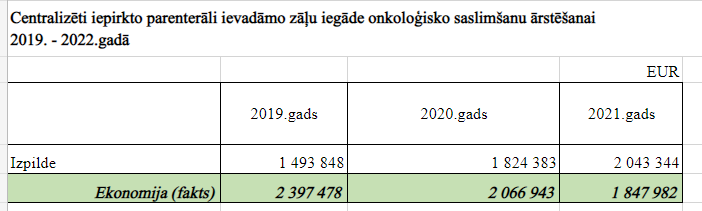 Centralizēti iepirkto parenterāli ievadāmo zāļu iegāde onkoloģisko saslimšanu ārstēšanai
2019. - 2022.gadā
EUR
2019.gads 2020.gads 2021.gads
Izpilde 1 493 848 1 824 383 2 043 344
Ekonomija (fakts) 2 397 478 2 066 943 1 847 982